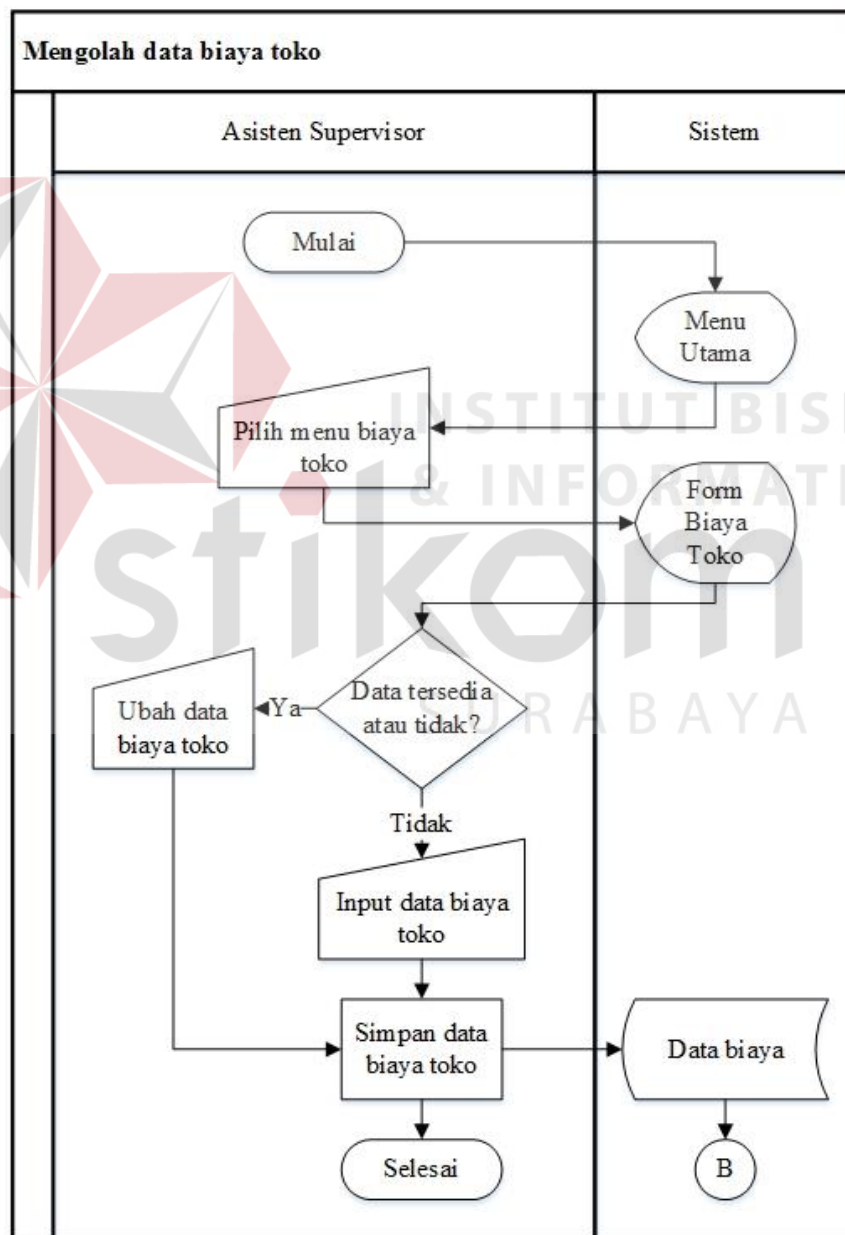 Mengolah data biaya toko
Asisten Supervisor
Sistem
Mulai
Menu
Utama
Pilih menu biaya
toko
INSTITUT BISI
& INFORMATI
Form
Biaya
Toko
stikom
SURABAYA
Data tersedia
atau tidak?
Ya
Ubah data
biaya toko
Tidak
Input data biaya
toko
Simpan data
biaya toko
Data biaya
Selesai
B